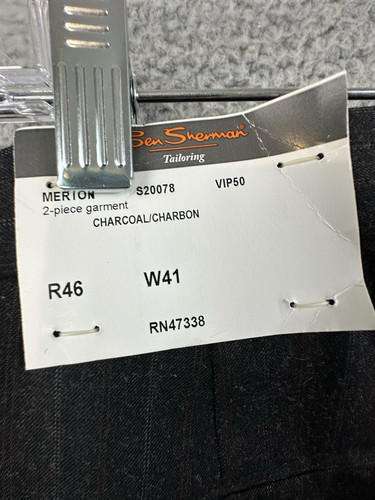 Ben Sherman
Tailoring
MERTON S20078 VIP50
2-piece garment
CHARCOAL/CHARBON
R46 W41
RN47338